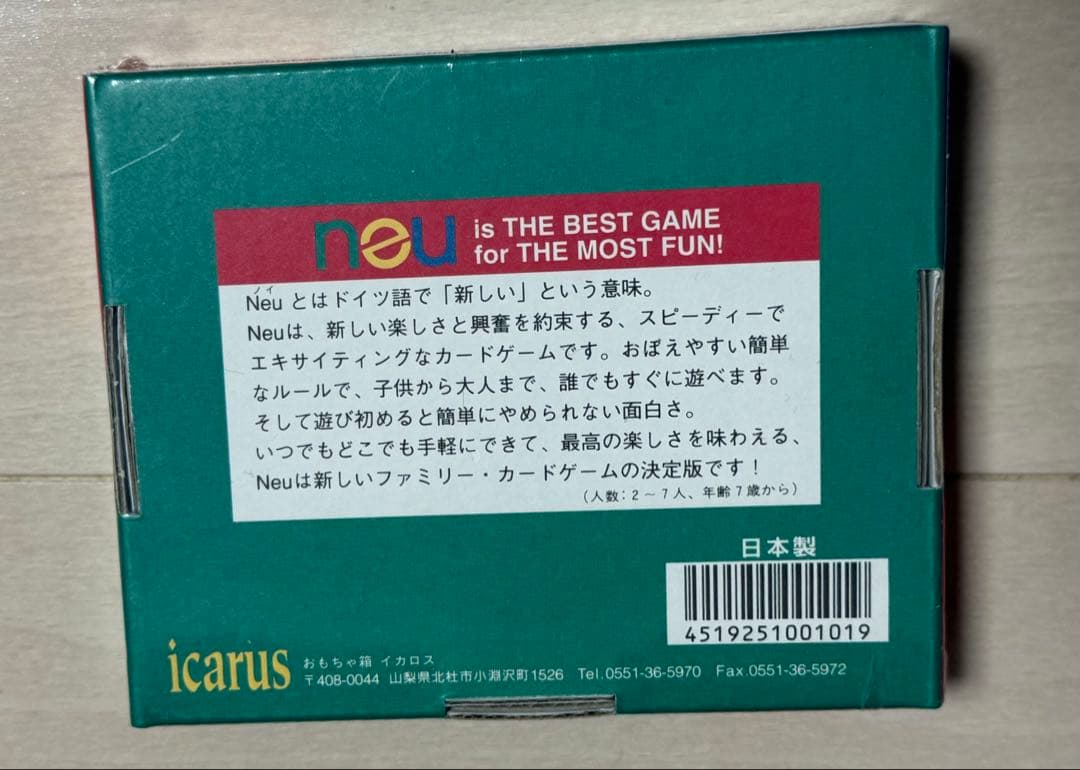 neu is THE BEST GAME
for THE MOST FUN!
ノイ
Neu とはドイツ語で「新しい」という意味。
Neuは、新しい楽しさと興奮を約束する、スピーディーで
エキサイティングなカードゲームです。おぼえやすい簡単
なルールで、子供から大人まで、誰でもすぐに遊べます。
そして遊び初めると簡単にやめられない面白さ。
いつでもどこでも手軽にできて、最高の楽しさを味わえる、
Neuは新しいファミリー・カードゲームの決定版です!
(人数:2〜7人、年齢7歳から)
日本製
4519251001019
icarus おもちゃ箱 イカロス
〒408-0044 山梨県北杜市小淵沢町1526 Tel.0551-36-5970 Fax.0551-36-5972